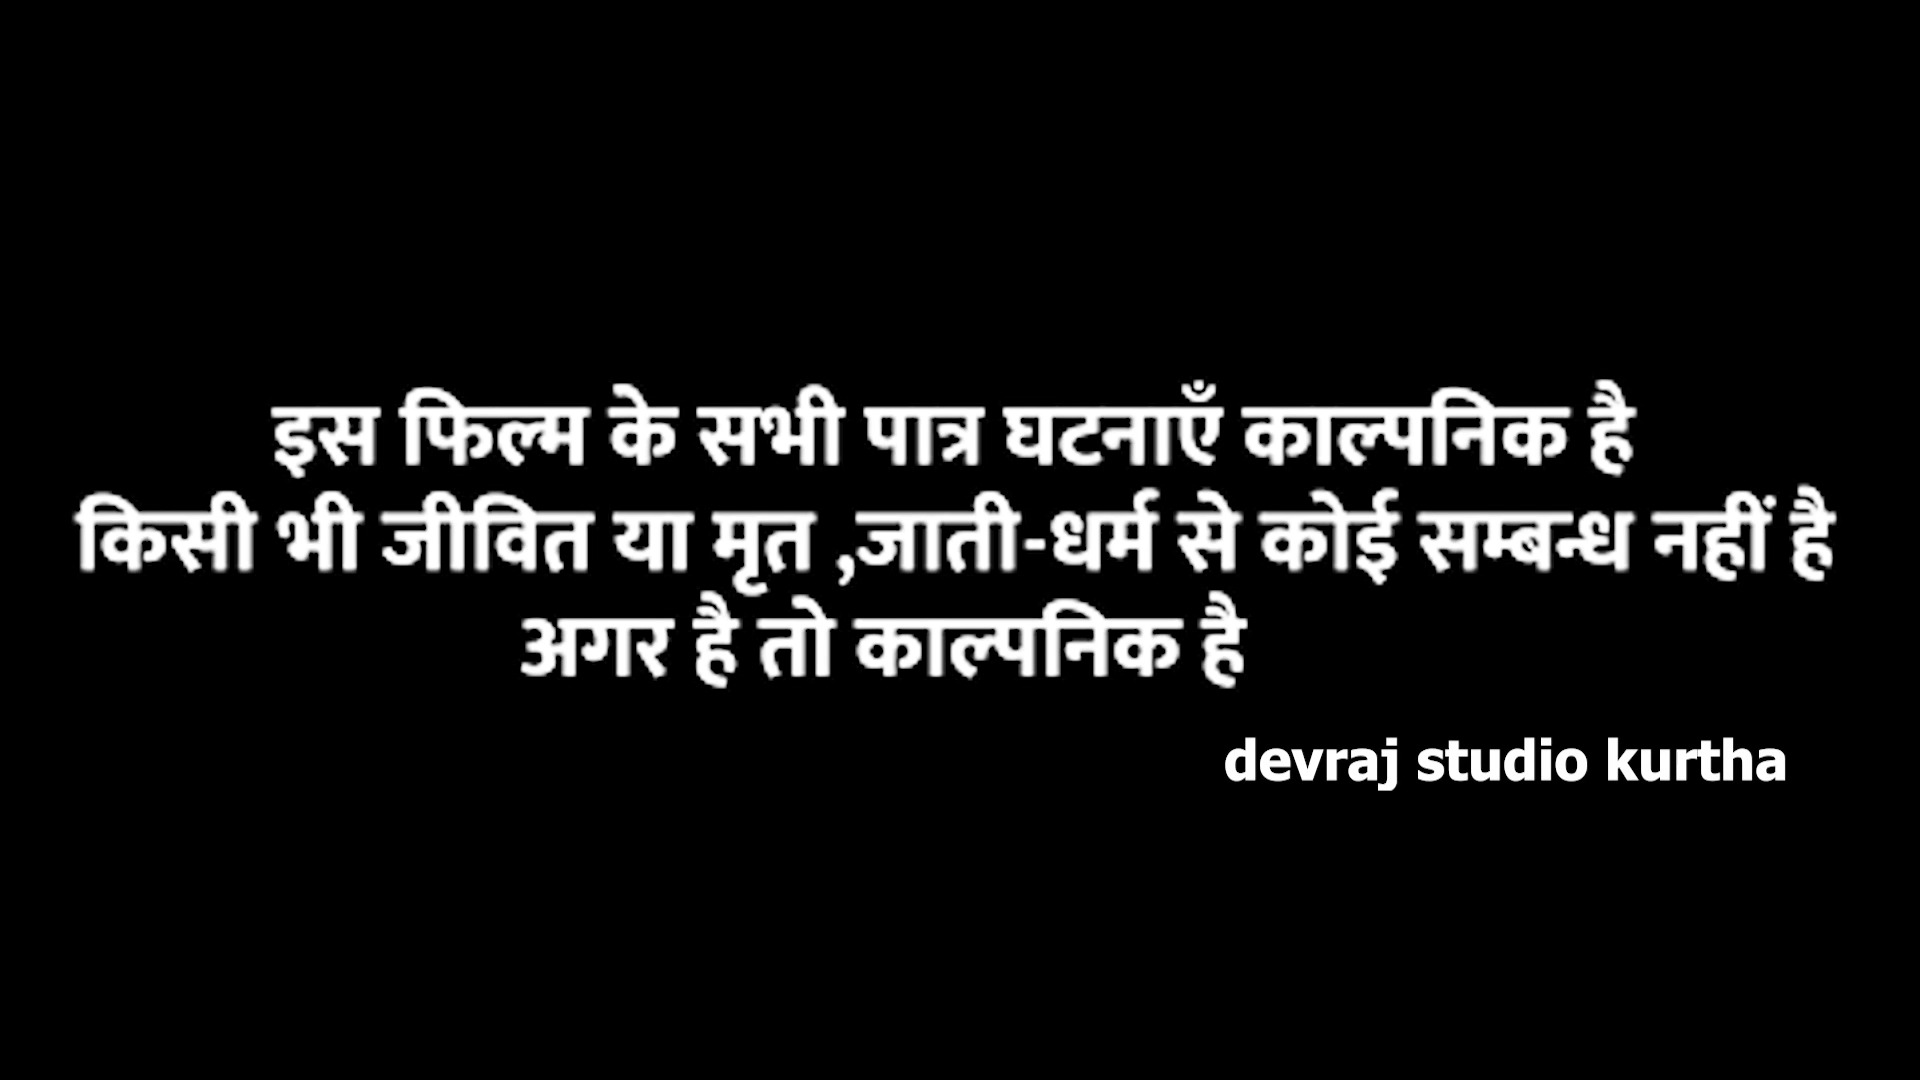 इस फिल्म के सभी पात्र घटनाएँ काल्पनिक है
किसी भी जीवित या मृत ,जाती-धर्म से कोई सम्बन्ध नहीं है
अगर है तो काल्पनिक है
devraj studio kurtha